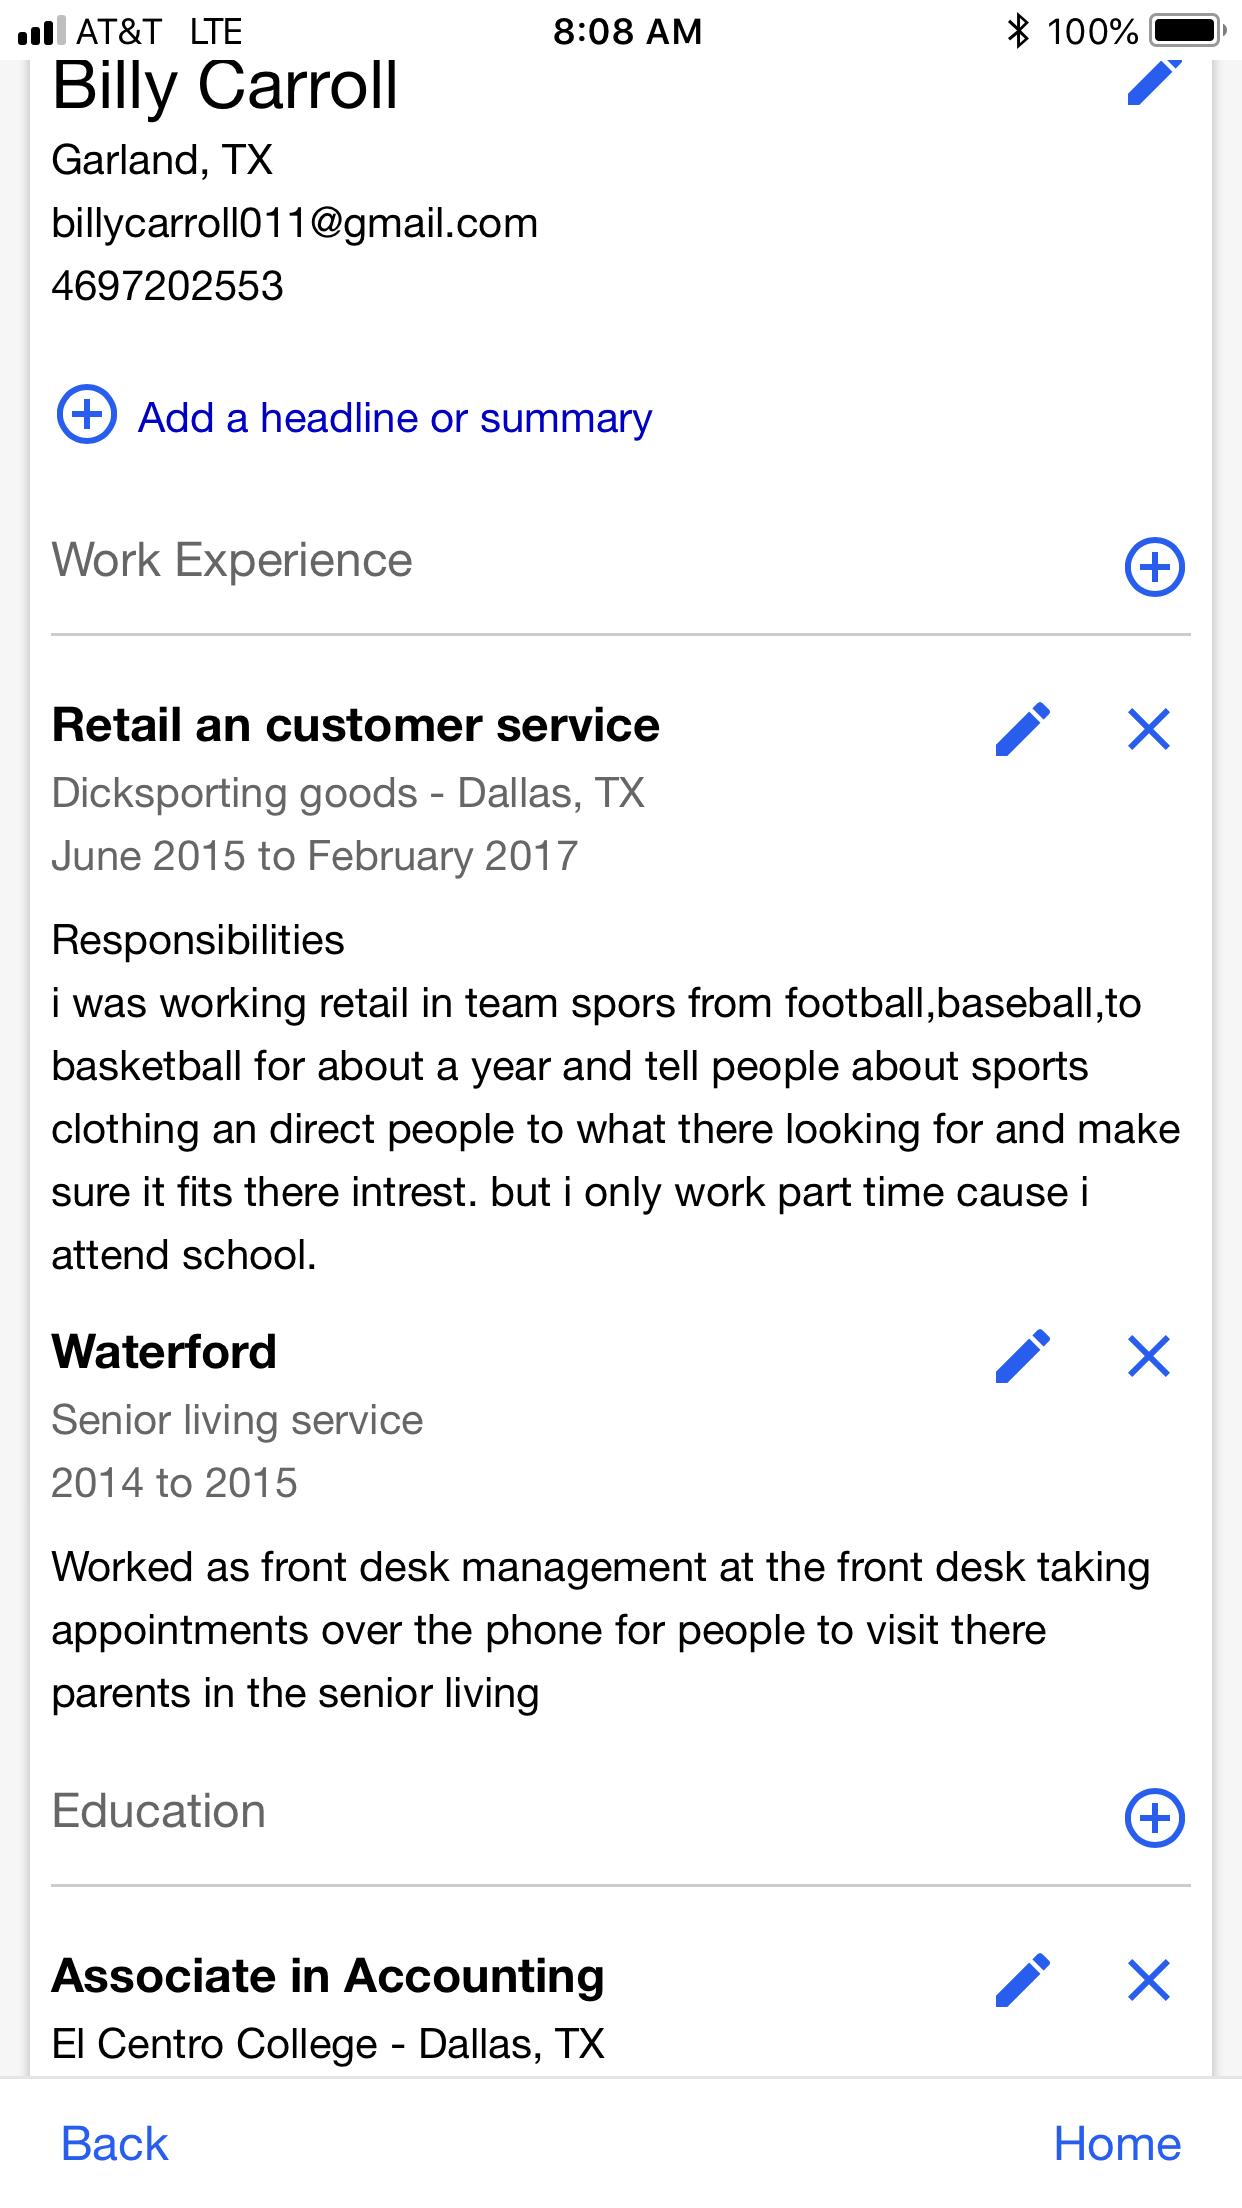 AT&T LTE 8:08 AM 100%
Billy Carroll
Garland, TX
billycarroll011@gmail.com
4697202553
Add a headline or summary
Work Experience
Retail an customer service
Dicksporting goods - Dallas, TX
June 2015 to February 2017
Responsibilities
i was working retail in team spors from football,baseball,to
basketball for about a year and tell people about sports
clothing an direct people to what there looking for and make
sure it fits there intrest. but i only work part time cause i
attend school.
Waterford
Senior living service
2014 to 2015
Worked as front desk management at the front desk taking
appointments over the phone for people to visit there
parents in the senior living
Education
Associate in Accounting
El Centro College - Dallas, TX
Back Home